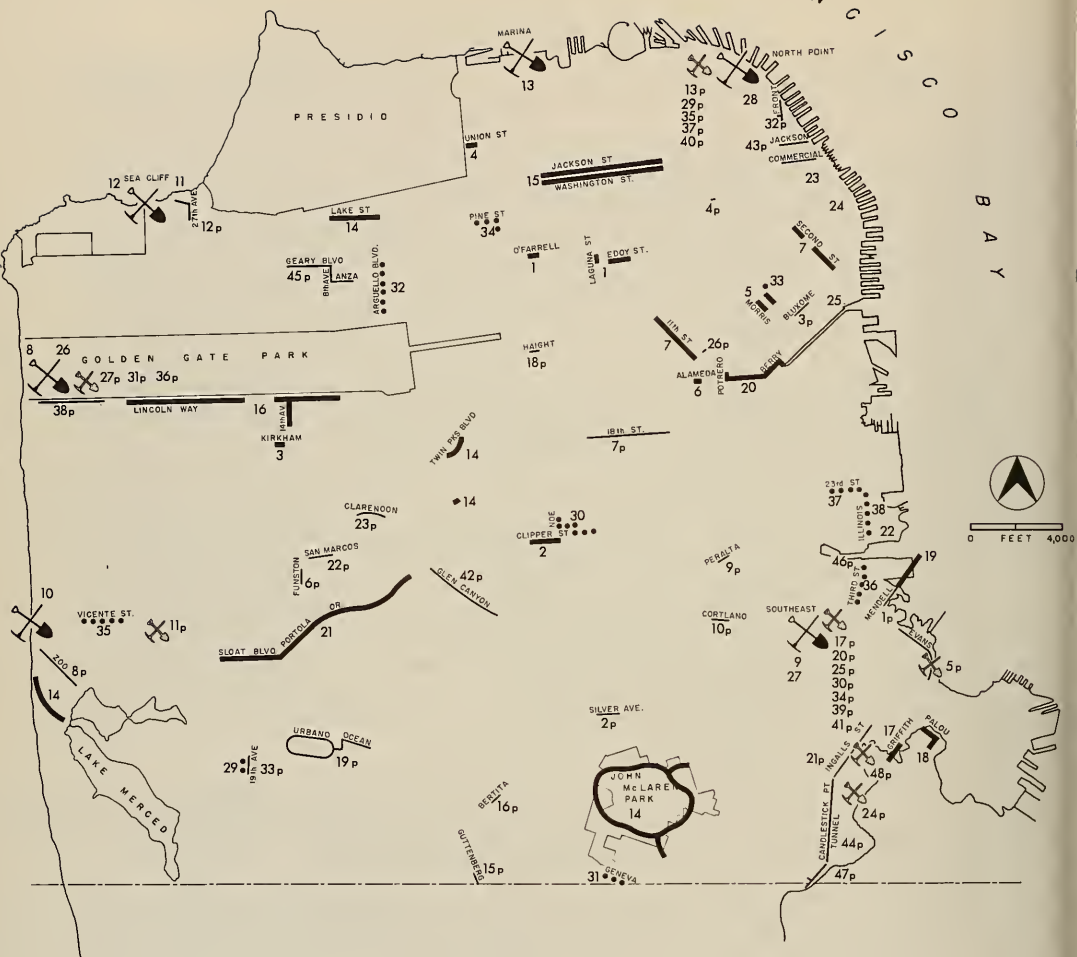 N
C
I
S
C
O
B
A
Y
MARINA
13
NORTH POINT
28
13p
29p
35p
37p
40p
FRONT
32p
43p JACKSON
COMMERCIAL
23
24
PRESIDIO
UNION ST
4
JACKSON ST
15
WASHINGTON ST.
12 SEA CLIFF 11
27th AVE
12p
LAKE ST
14
PINE ST
34
4p
SECOND ST
7
GEARY BLVD
45p
8th AVE
ANZA
ARGUELLO BLVD.
32
O'FARRELL
1
LAGUNA ST
EDDY ST.
1
33
5
MORRIS
BLUXOME
3p
25
8 26
GOLDEN GATE PARK
27p 31p 36p
38p
LINCOLN WAY
16
14th AV.
KIRKHAM
3
HAIGHT
18p
11th ST
7
26p
ALAMEDA
6
POTRERO
BERRY
20
TWIN PKS BLVD
14
14
18th ST.
7p
0 FEET 4,000
23rd ST
37
38
ILLINOIS
22
CLARENDON
23p
30
NOE
CLIPPER ST
2
SAN MARCOS
22p
FUNSTON
6p
42p
GLEN CANYON
PERALTA
9p
46p
19
THIRD ST
36
MENDELL
1p
EVANS
5p
10
VICENTE ST.
35
11p
ZOO
8p
14
SLOAT BLVD
PORTOLA DR
21
CORTLAND
10p
SOUTHEAST
9
27
17p
20p
25p
30p
34p
39p
41p
SILVER AVE.
2p
URBANO
OCEAN
19p
29
19th AVE
33p
LAKE MERCED
BERTITA
16p
GUTTENBERG
15p
JOHN
McLAREN
PARK
14
31
GENEVA
INGALLS ST
21p
17
GRIFFITH
PALOU
18
48p
24p
CANDLESTICK PT
TUNNEL
44p
47p